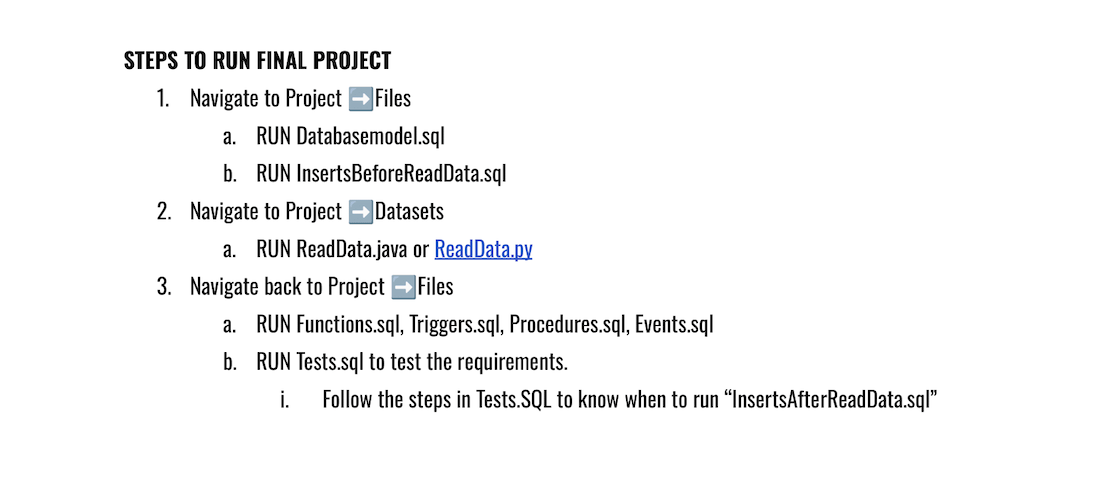 STEPS TO RUN FINAL PROJECT
1. Navigate to Project ➡️Files
a. RUN Databasemodel.sql
b. RUN InsertsBeforeReadData.sql
2. Navigate to Project ➡️Datasets
a. RUN ReadData.java or ReadData.py
3. Navigate back to Project ➡️Files
a. RUN Functions.sql, Triggers.sql, Procedures.sql, Events.sql
b. RUN Tests.sql to test the requirements.
i. Follow the steps in Tests.SQL to know when to run “InsertsAfterReadData.sql”